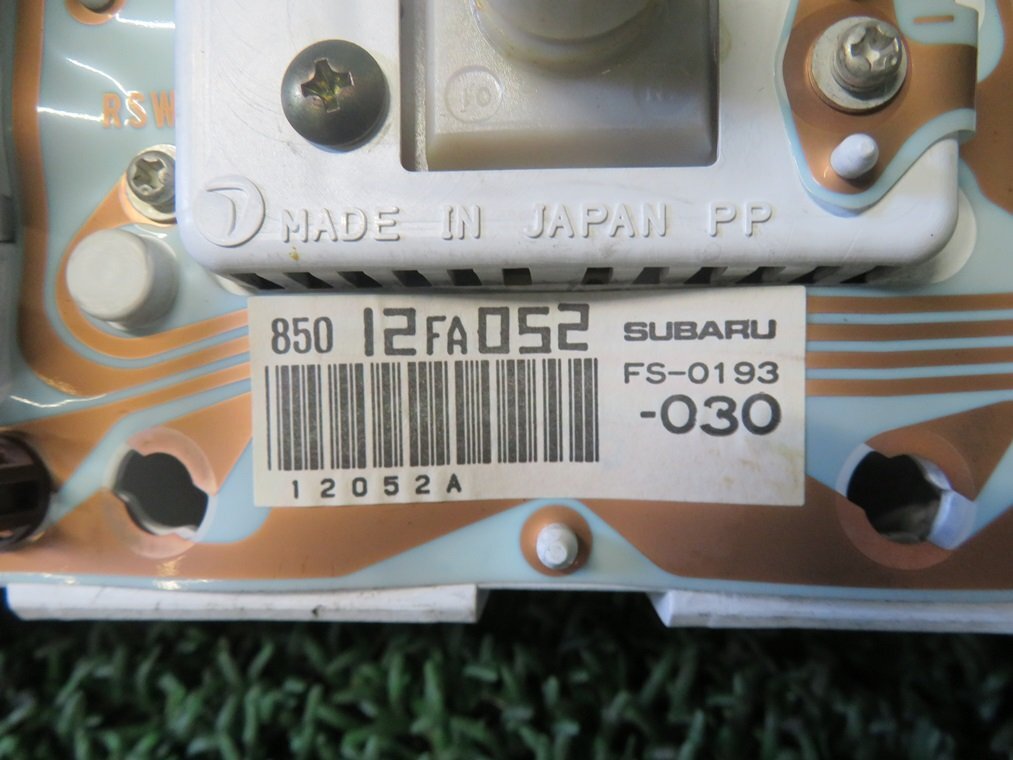 RSW
MADE IN JAPAN PP
850 12FA052 SUBARU
FS-0193
-030
12052A